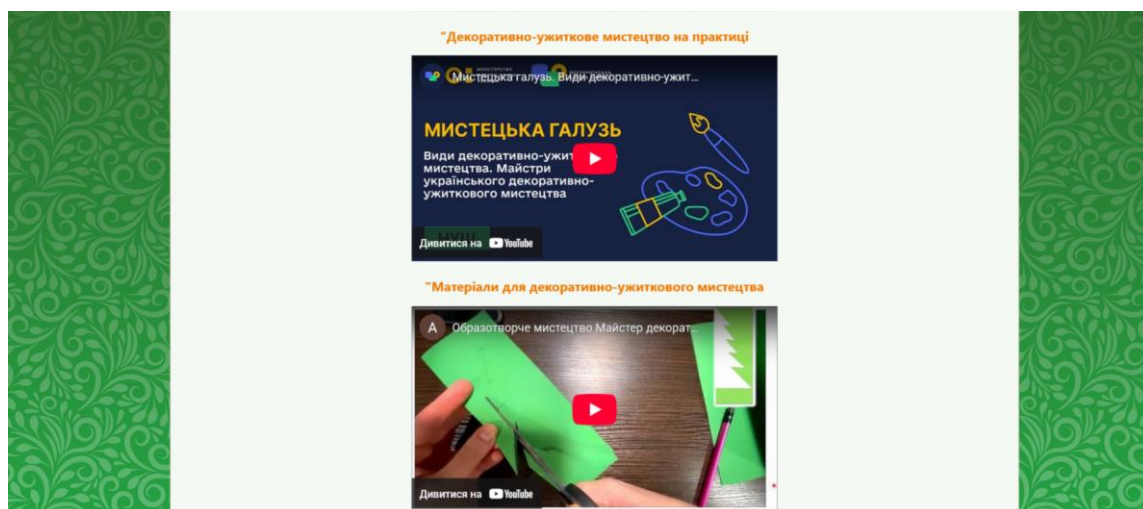 "Декоративно-ужиткове мистецтво на практиці
Мистецька галузь. Види декоративно-ужит...
МИСТЕЦЬКА ГАЛУЗЬ
Види декоративно-ужит
мистецтва. Майстри
українського декоративно-
ужиткового мистецтва
НУШ
Дивитися на YouTube
"Матеріали для декоративно-ужиткового мистецтва
А Образотворче мистецтво Майстер декорат...
Дивитися на YouTube